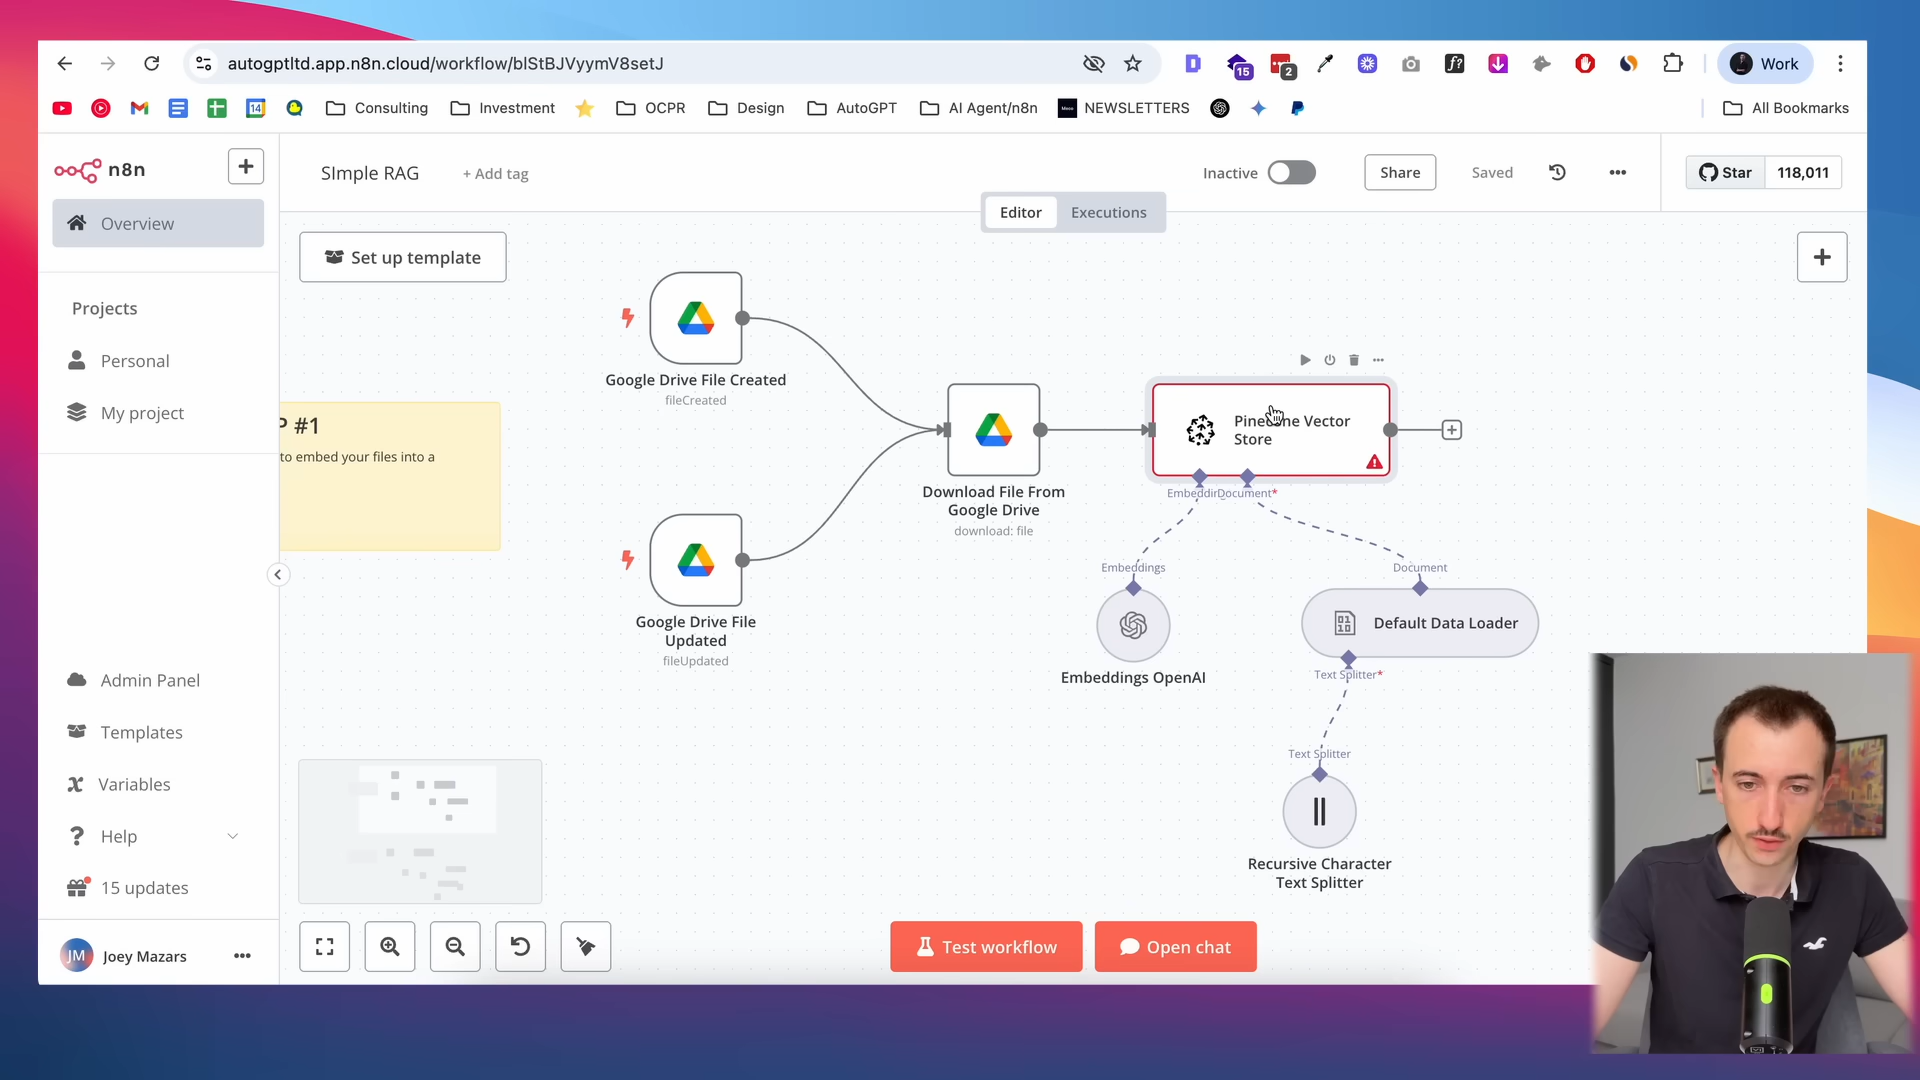 autogptltd.app.n8n.cloud/workflow/blStBJVyymV8setJ
15
2
f?
Work
14
Consulting
Investment
OCPR
Design
AutoGPT
AI Agent/n8n
NEWSLETTERS
All Bookmarks
n8n
SImple RAG
+ Add tag
Inactive
Share
Saved
Star
118,011
Editor
Executions
Overview
Set up template
Projects
Personal
My project
P #1
to embed your files into a
Google Drive File Created
fileCreated
Google Drive File
Updated
fileUpdated
Download File From
Google Drive
download: file
Pinecone Vector
Store
Document*
Embeddings
Document
Embeddings OpenAI
Default Data Loader
Text Splitter*
Text Splitter
Recursive Character
Text Splitter
Admin Panel
Templates
Variables
Help
15 updates
JM
Joey Mazars
Test workflow
Open chat